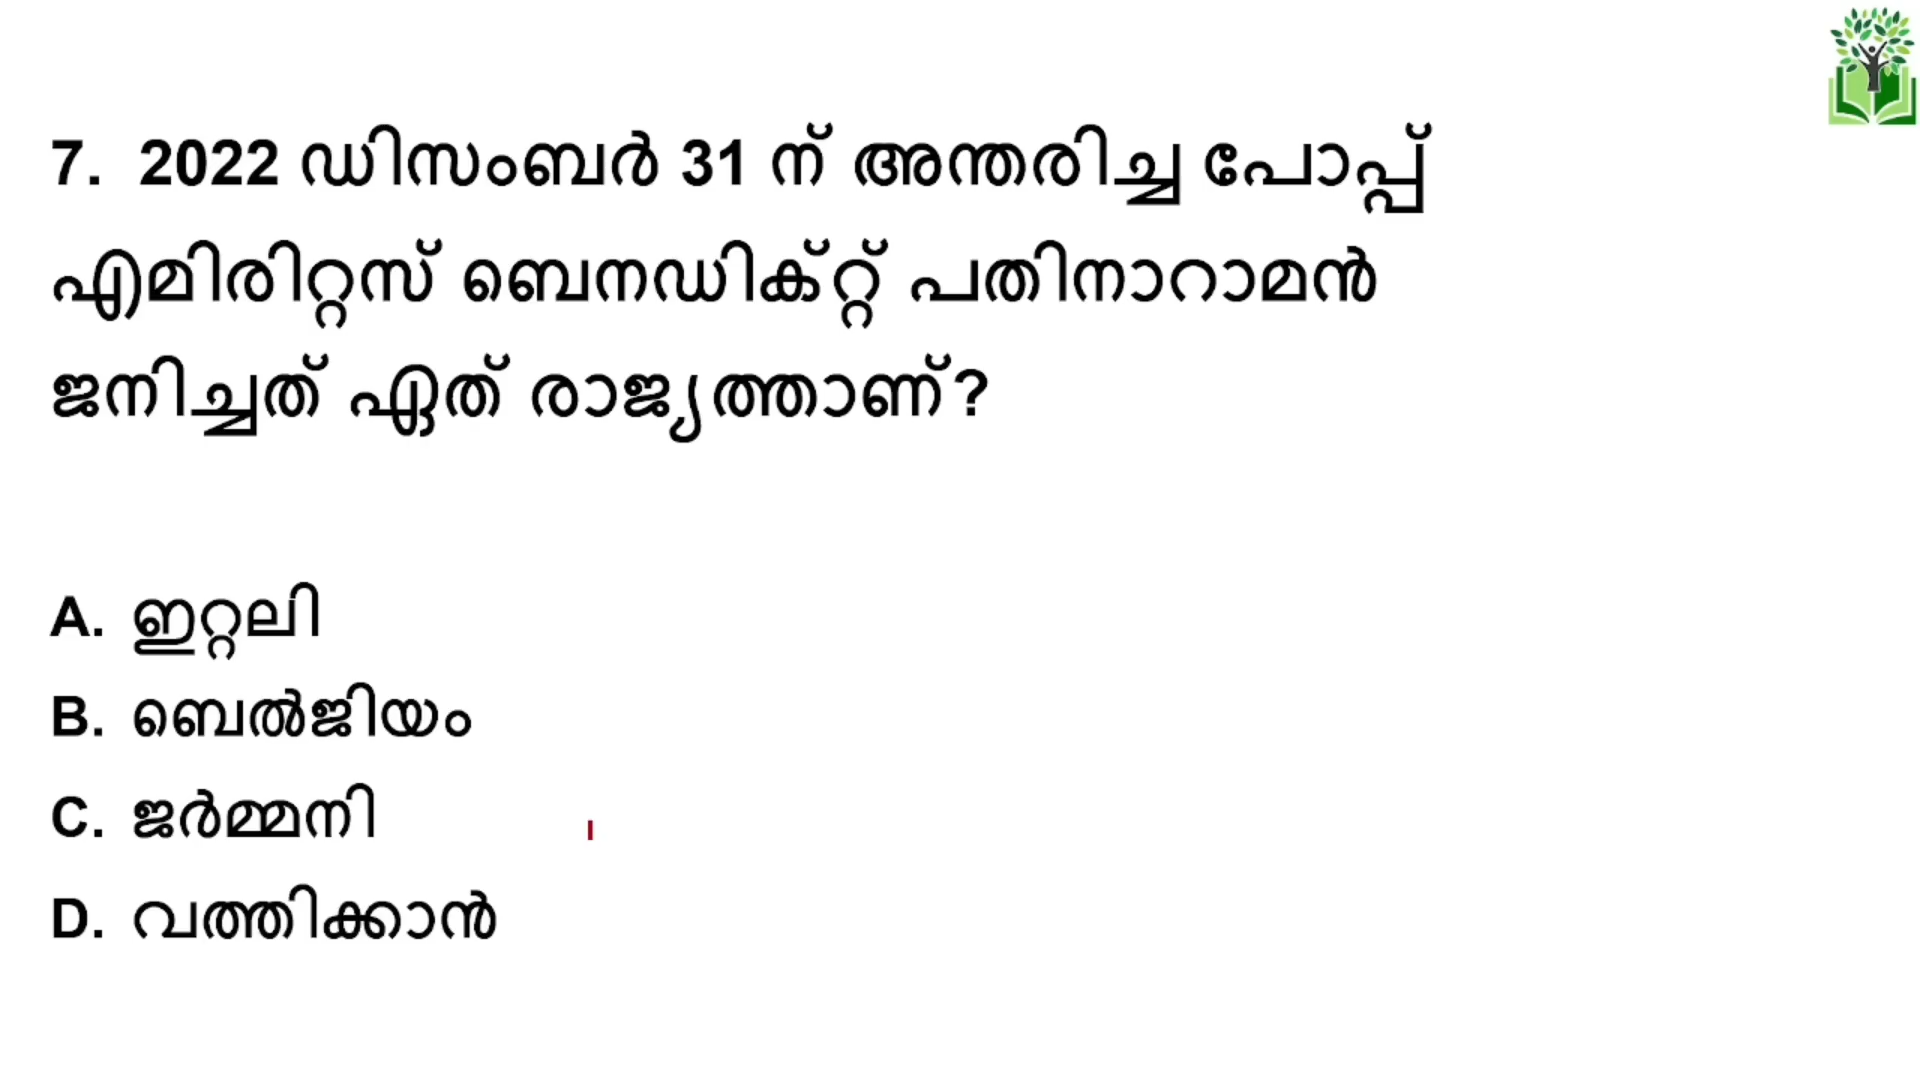 7. 2022 ഡിസംബർ 31 ന് അന്തരിച്ച പോപ്പ്
എമിരിറ്റസ് ബെനഡിക്റ്റ് പതിനാറാമൻ
ജനിച്ചത് ഏത് രാജ്യത്താണ്?
A. ഇറ്റലി
B. ബെൽജിയം
C. ജർമ്മനി
D. വത്തിക്കാൻ